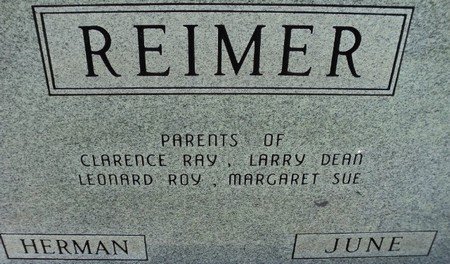 REIMER
PARENTS OF
CLARENCE RAY, LARRY DEAN
LEONARD ROY, MARGARET SUE
HERMAN JUNE